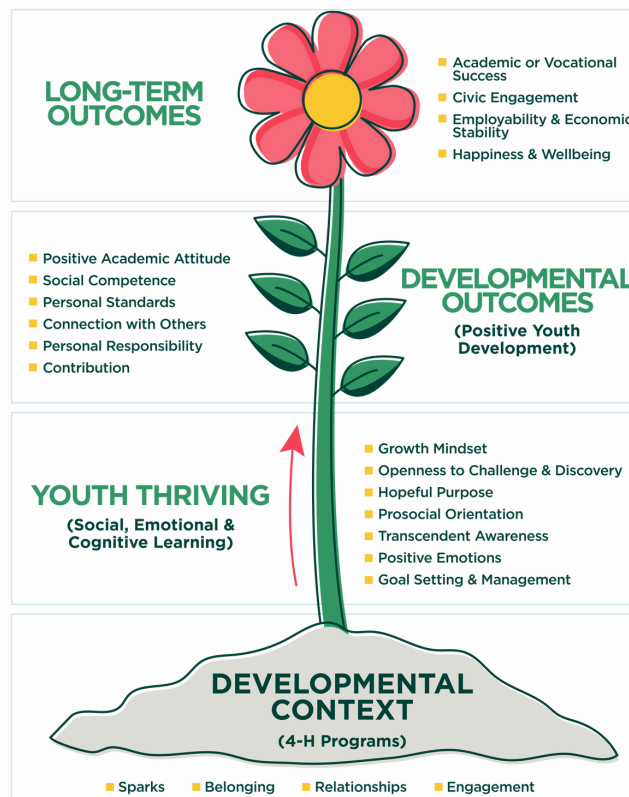 LONG-TERM
OUTCOMES
Academic or Vocational
Success
Civic Engagement
Employability & Economic
Stability
Happiness & Wellbeing
Positive Academic Attitude
Social Competence
Personal Standards
Connection with Others
Personal Responsibility
Contribution
DEVELOPMENTAL
OUTCOMES
(Positive Youth
Development)
YOUTH THRIVING
(Social, Emotional &
Cognitive Learning)
Growth Mindset
Openness to Challenge & Discovery
Hopeful Purpose
Prosocial Orientation
Transcendent Awareness
Positive Emotions
Goal Setting & Management
DEVELOPMENTAL
CONTEXT
(4-H Programs)
Sparks Belonging Relationships Engagement